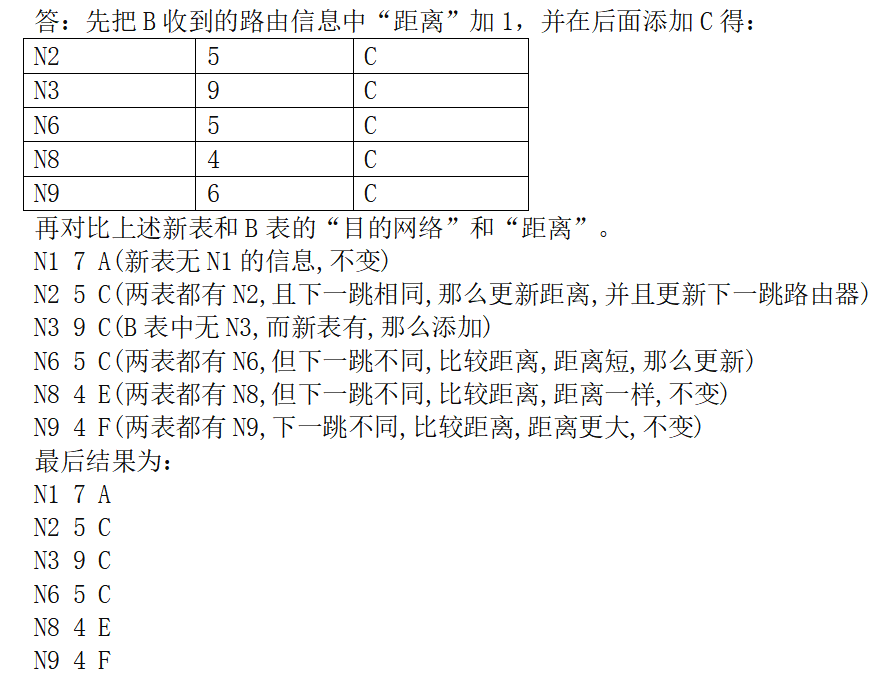 答：先把 B 收到的路由信息中“距离”加 1，并在后面添加 C 得：
N2 5 C
N3 9 C
N6 5 C
N8 4 C
N9 6 C
再对比上述新表和 B 表的“目的网络”和“距离”。
N1 7 A(新表无 N1 的信息,不变)
N2 5 C(两表都有 N2,且下一跳相同,那么更新距离,并且更新下一跳路由器)
N3 9 C(B 表中无 N3,而新表有,那么添加)
N6 5 C(两表都有 N6,但下一跳不同,比较距离,距离短,那么更新)
N8 4 E(两表都有 N8,但下一跳不同,比较距离,距离一样,不变)
N9 4 F(两表都有 N9,下一跳不同,比较距离,距离更大,不变)
最后结果为：
N1 7 A
N2 5 C
N3 9 C
N6 5 C
N8 4 E
N9 4 F